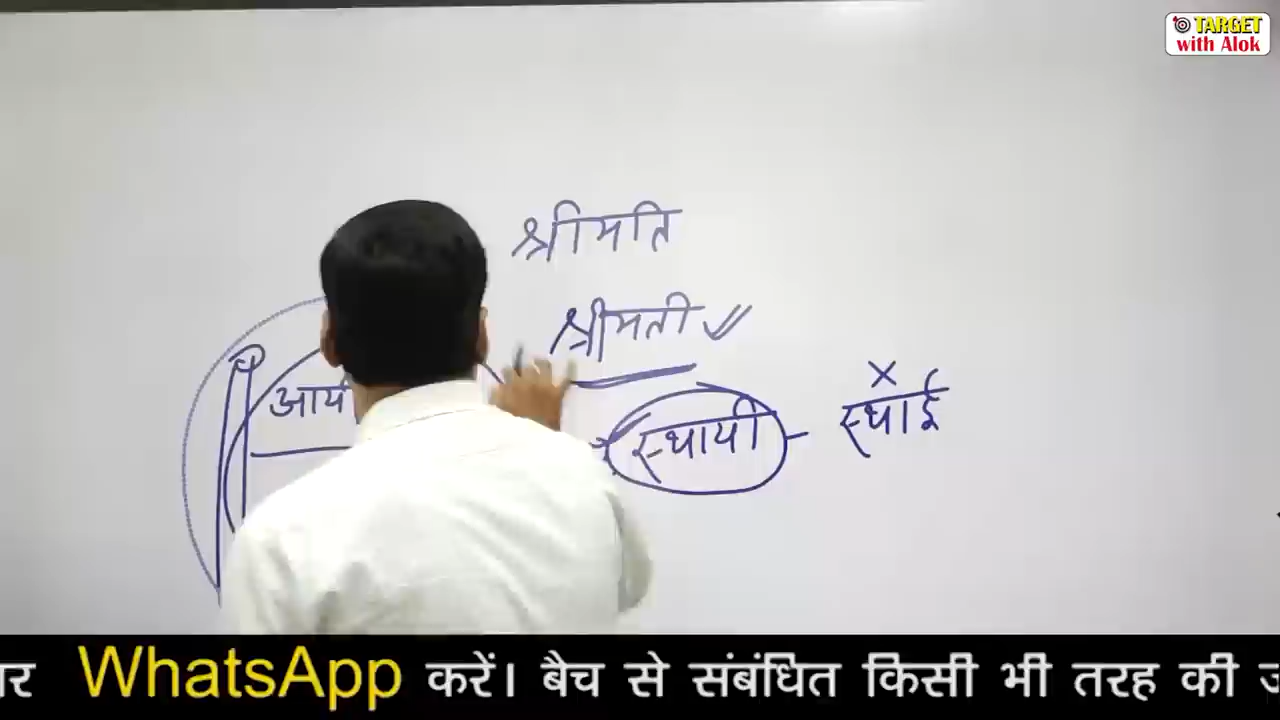 TARGET
with Alok
श्रीमति
श्रीमती
स्थायी - स्थाई
WhatsApp करें। बैच से संबंधित किसी भी तरह की